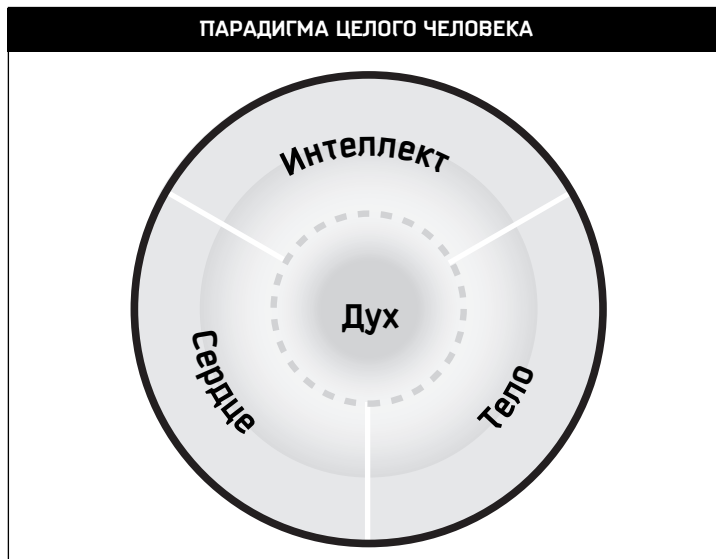 ПАРАДИГМА ЦЕЛОГО ЧЕЛОВЕКА
Интеллект
Дух
Сердце
Тело